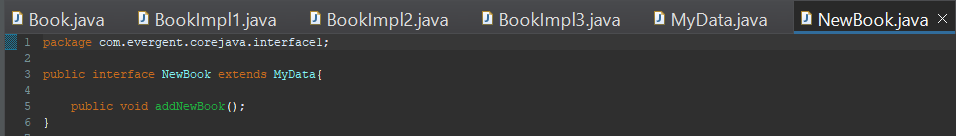 Book.java BookImpl1.java BookImpl2.java BookImpl3.java MyData.java NewBook.java
1 package com.evergent.corejava.interface1;
2
3 public interface NewBook extends MyData{
4
5 public void addNewBook();
6 }